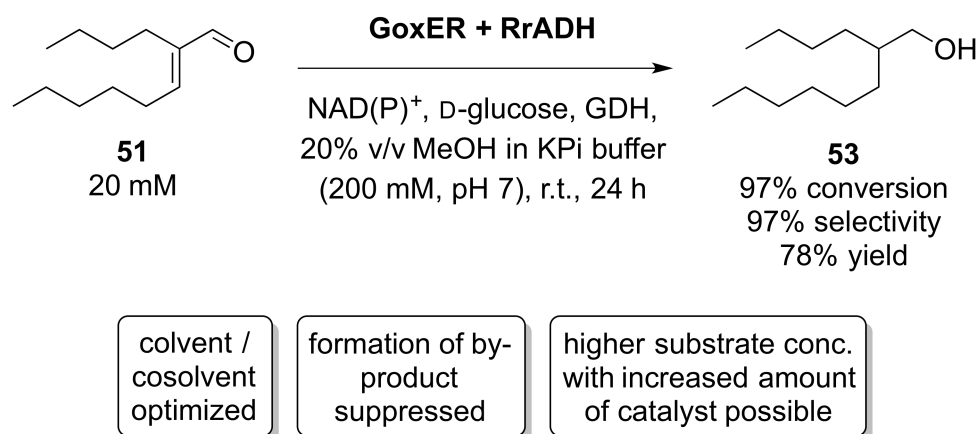 GoxER + RrADH
O
OH
NAD(P)⁺, D-glucose, GDH,
20% v/v MeOH in KPi buffer
(200 mM, pH 7), r.t., 24 h
51
20 mM
53
97% conversion
97% selectivity
78% yield
colvent /
cosolvent
optimized
formation of by-
product
suppressed
higher substrate conc.
with increased amount
of catalyst possible